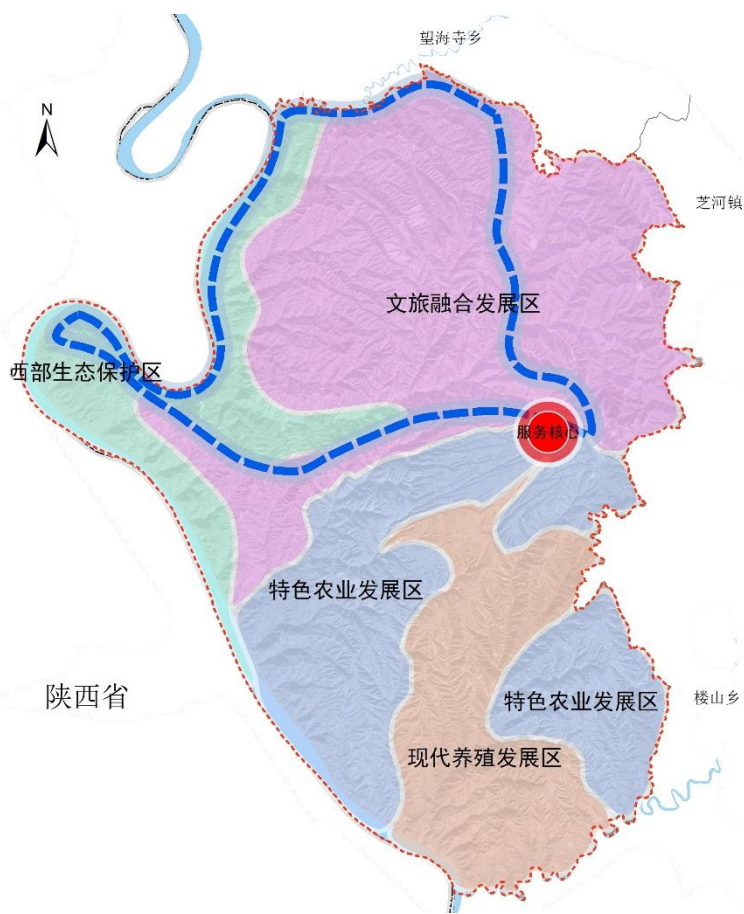 望海寺乡
N
芝河镇
文旅融合发展区
西部生态保护区
服务核心
特色农业发展区
陕西省
特色农业发展区
楼山乡
现代养殖发展区